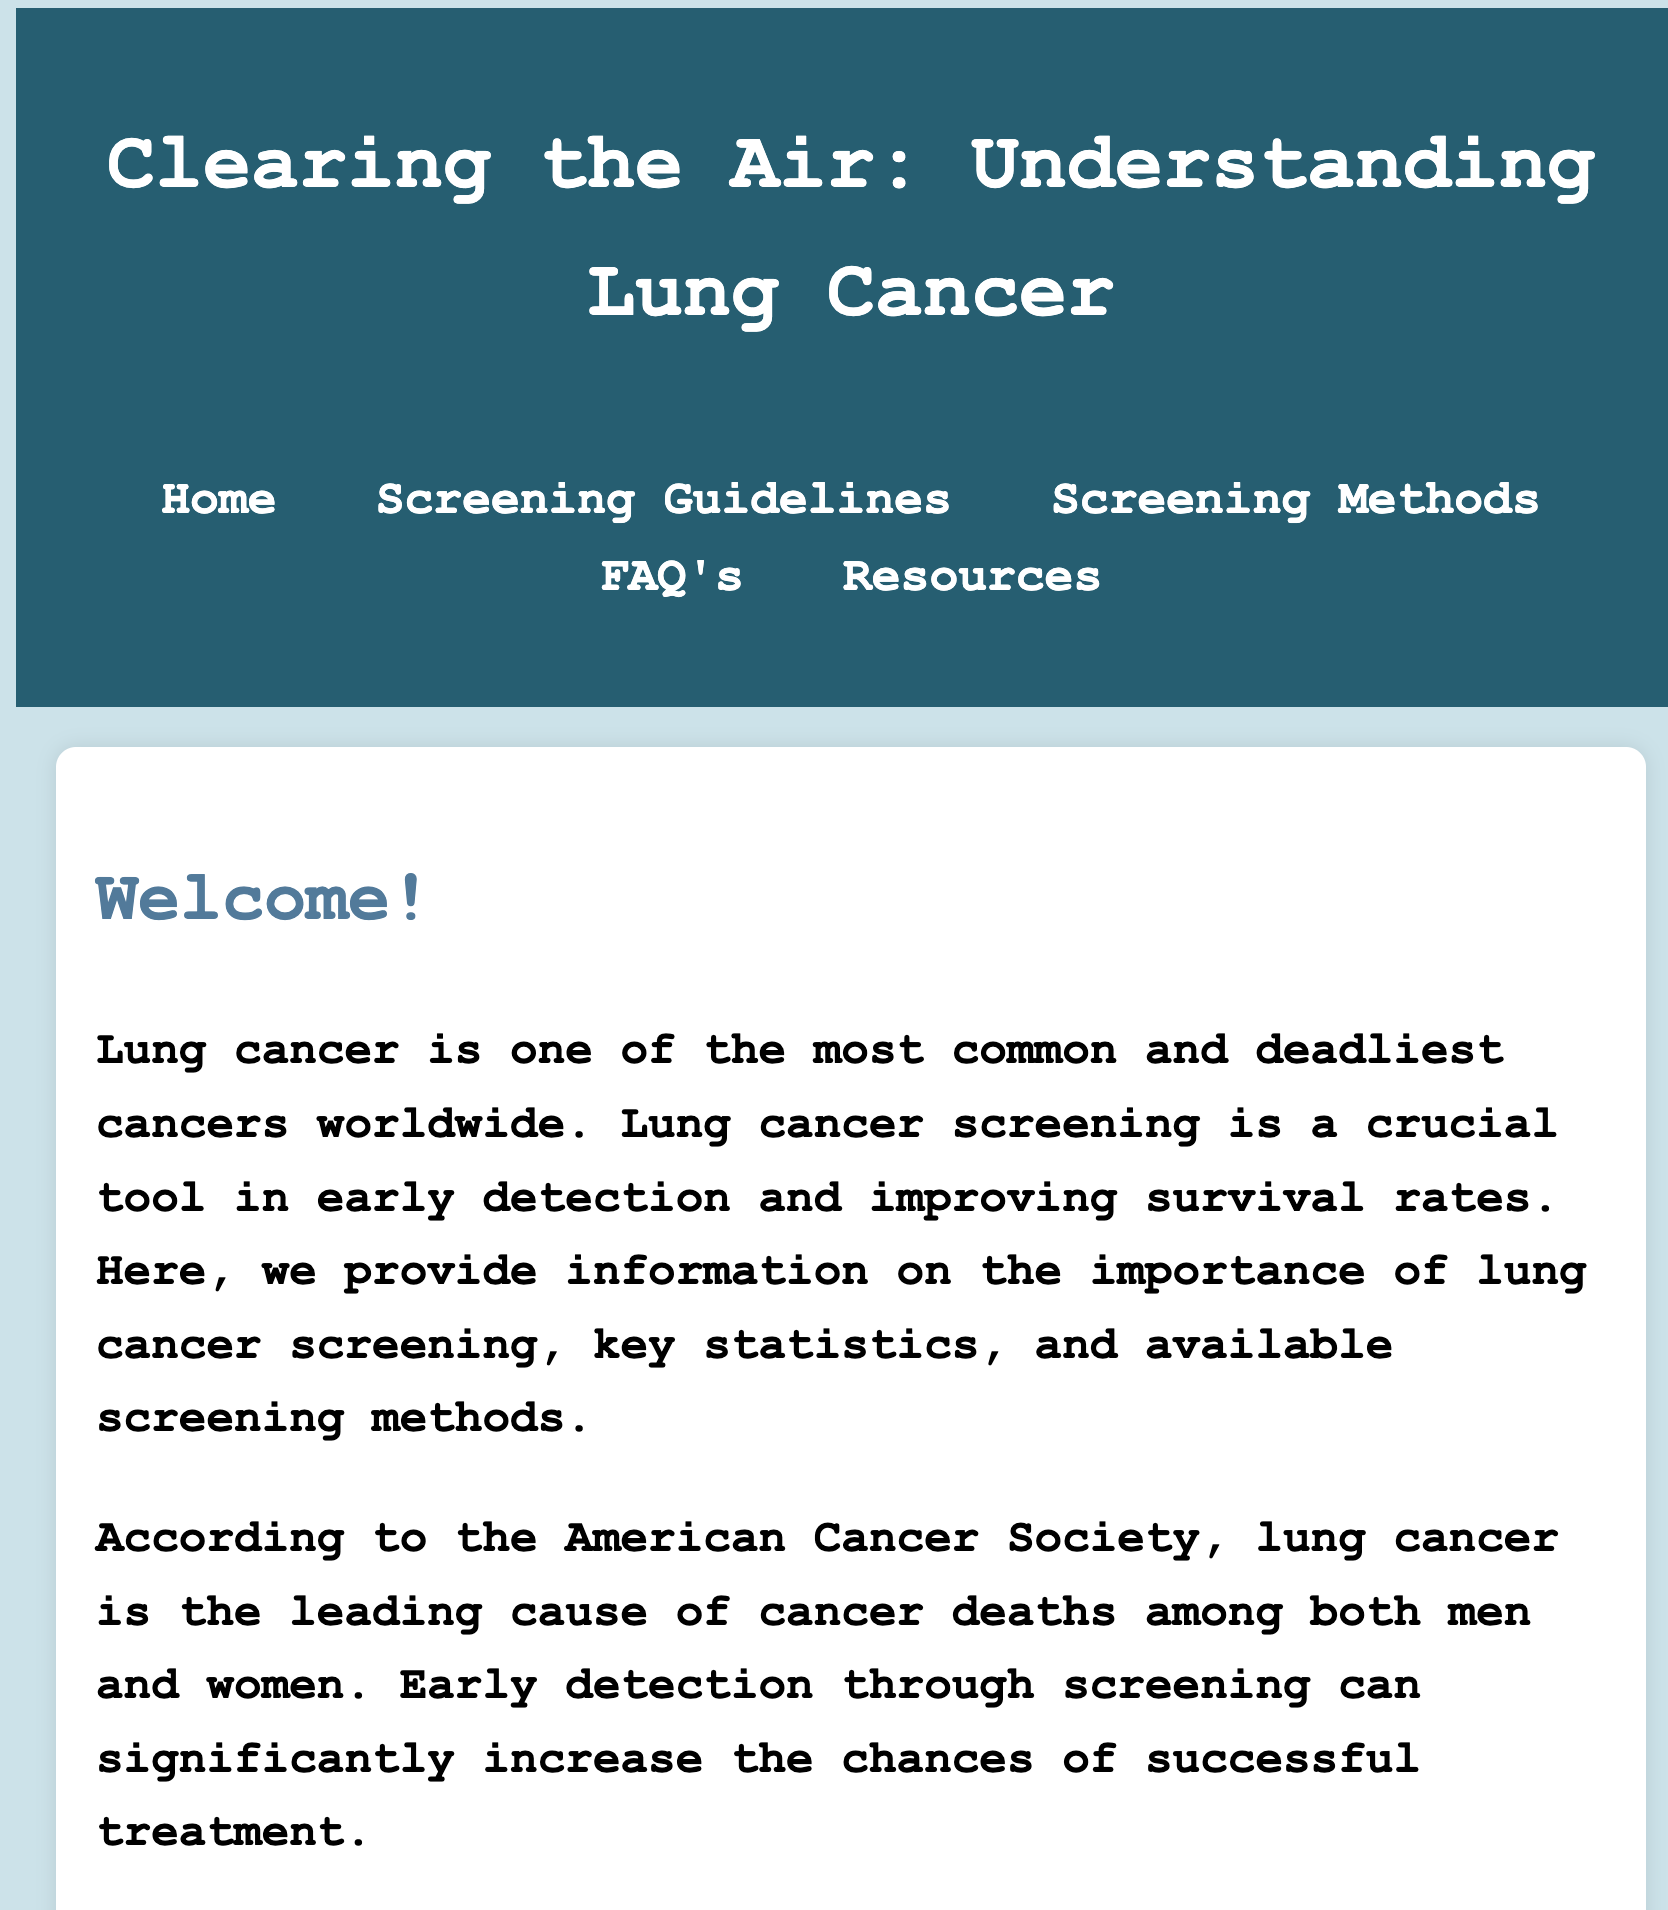 Clearing the Air: Understanding
Lung Cancer
Home Screening Guidelines Screening Methods
FAQ's Resources
Welcome!
Lung cancer is one of the most common and deadliest
cancers worldwide. Lung cancer screening is a crucial
tool in early detection and improving survival rates.
Here, we provide information on the importance of lung
cancer screening, key statistics, and available
screening methods.
According to the American Cancer Society, lung cancer
is the leading cause of cancer deaths among both men
and women. Early detection through screening can
significantly increase the chances of successful
treatment.